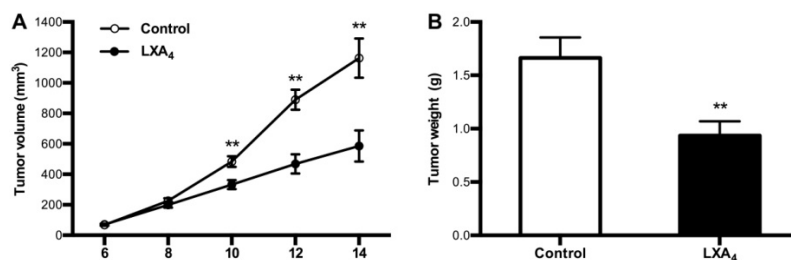 A
Control
LXA₄
Tumor volume (mm³)
1400
1200
1000
800
600
400
200
0
**
**
**
6 8 10 12 14
B
Tumor weight (g)
2.0
1.5
1.0
0.5
0.0
**
Control LXA₄